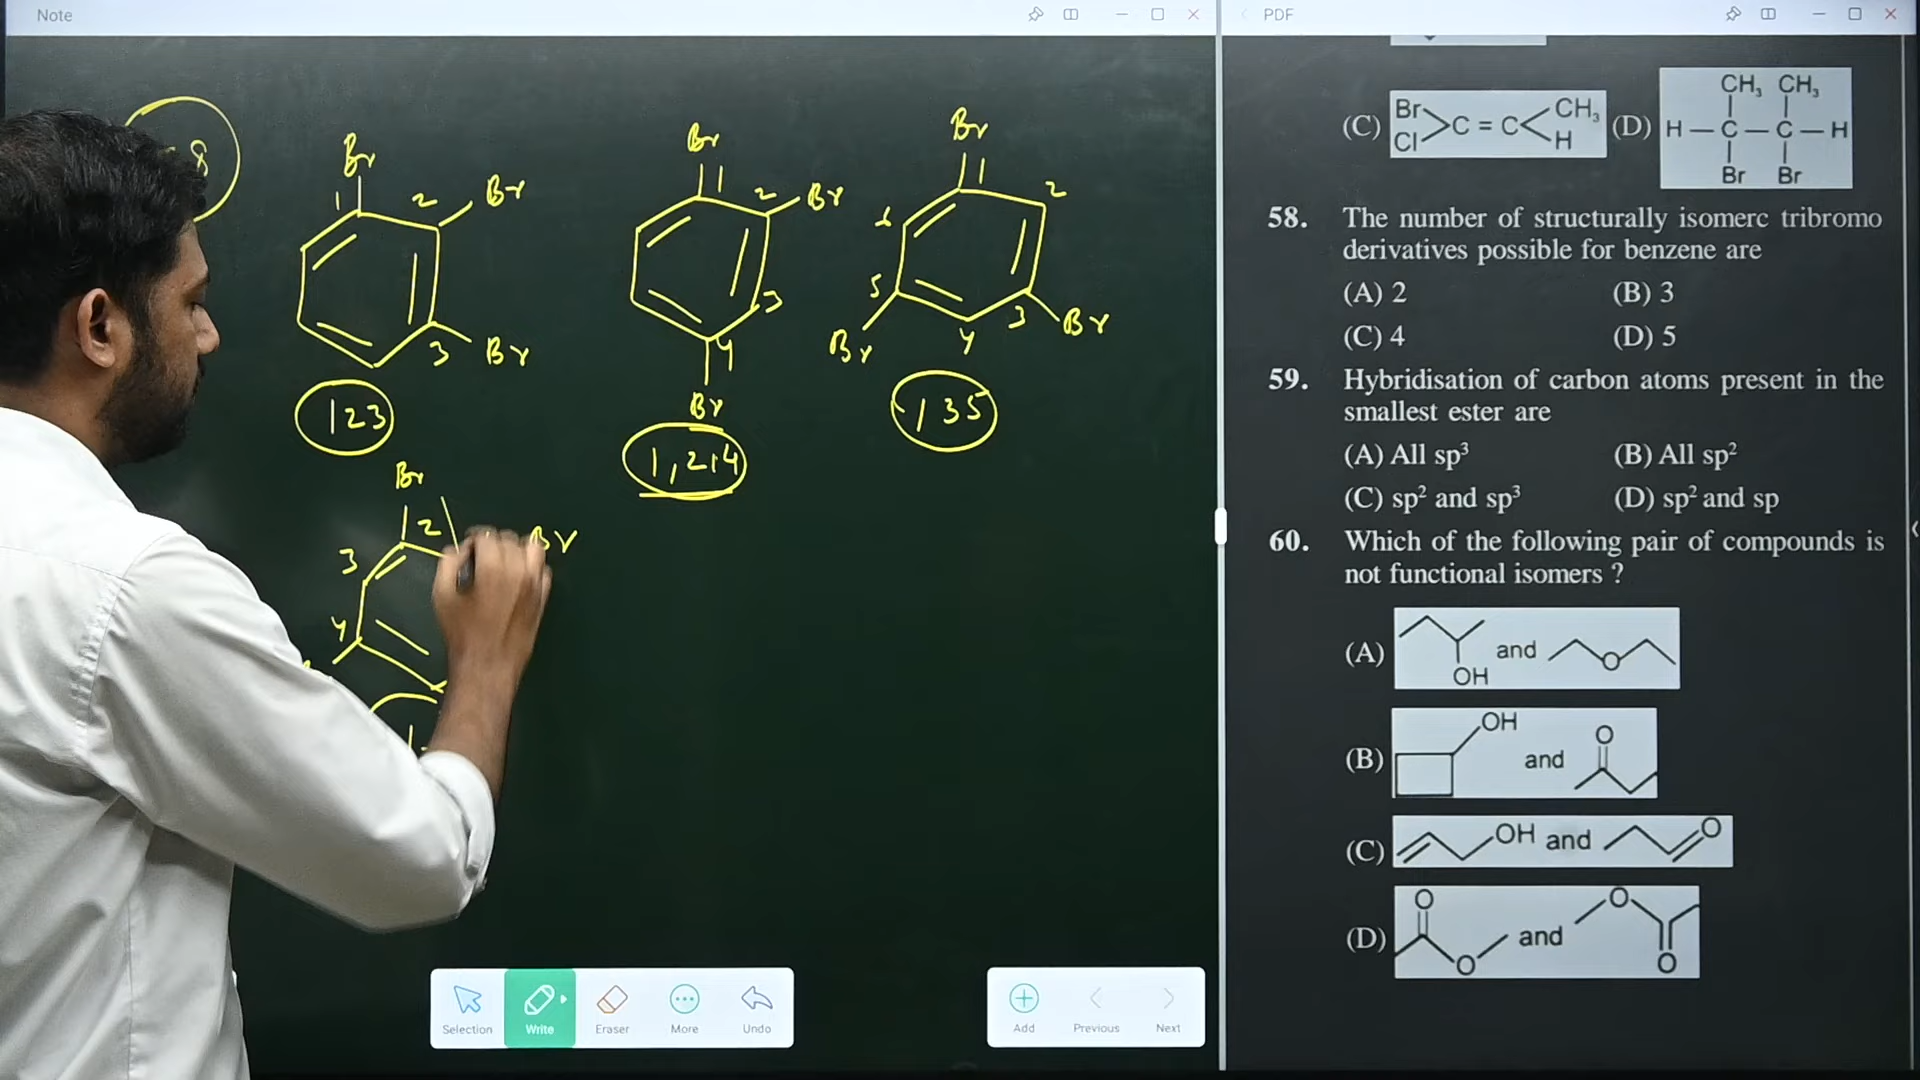 Note
PDF
8
Br
1
2
Br
3
Br
123
Br
1
2
Br
3
4
Br
1,2,4
Br
1
2
6
5
Br
4
3
Br
135
Br
2
3
4
Br
(C) Br Cl >C = C< CH₃ H (D) CH₃ CH₃ H — C — C — H Br Br
58. The number of structurally isomerc tribromo
derivatives possible for benzene are
(A) 2 (B) 3
(C) 4 (D) 5
59. Hybridisation of carbon atoms present in the
smallest ester are
(A) All sp³ (B) All sp²
(C) sp² and sp³ (D) sp² and sp
60. Which of the following pair of compounds is
not functional isomers ?
(A) OH and O
(B) OH and O
(C) OH and O
(D) O O and O O
Selection Write Eraser More Undo
Add Previous Next